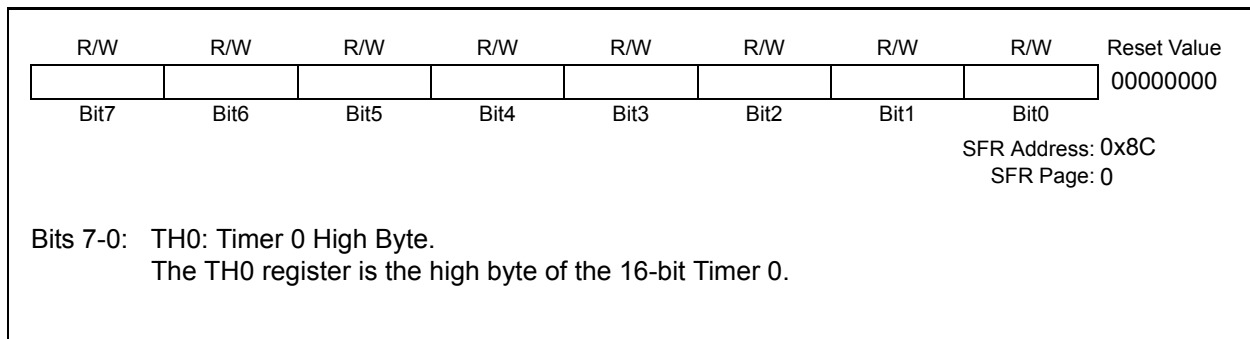 R/W R/W R/W R/W R/W R/W R/W R/W Reset Value
00000000
Bit7 Bit6 Bit5 Bit4 Bit3 Bit2 Bit1 Bit0
SFR Address: 0x8C
SFR Page: 0
Bits 7-0: TH0: Timer 0 High Byte.
The TH0 register is the high byte of the 16-bit Timer 0.